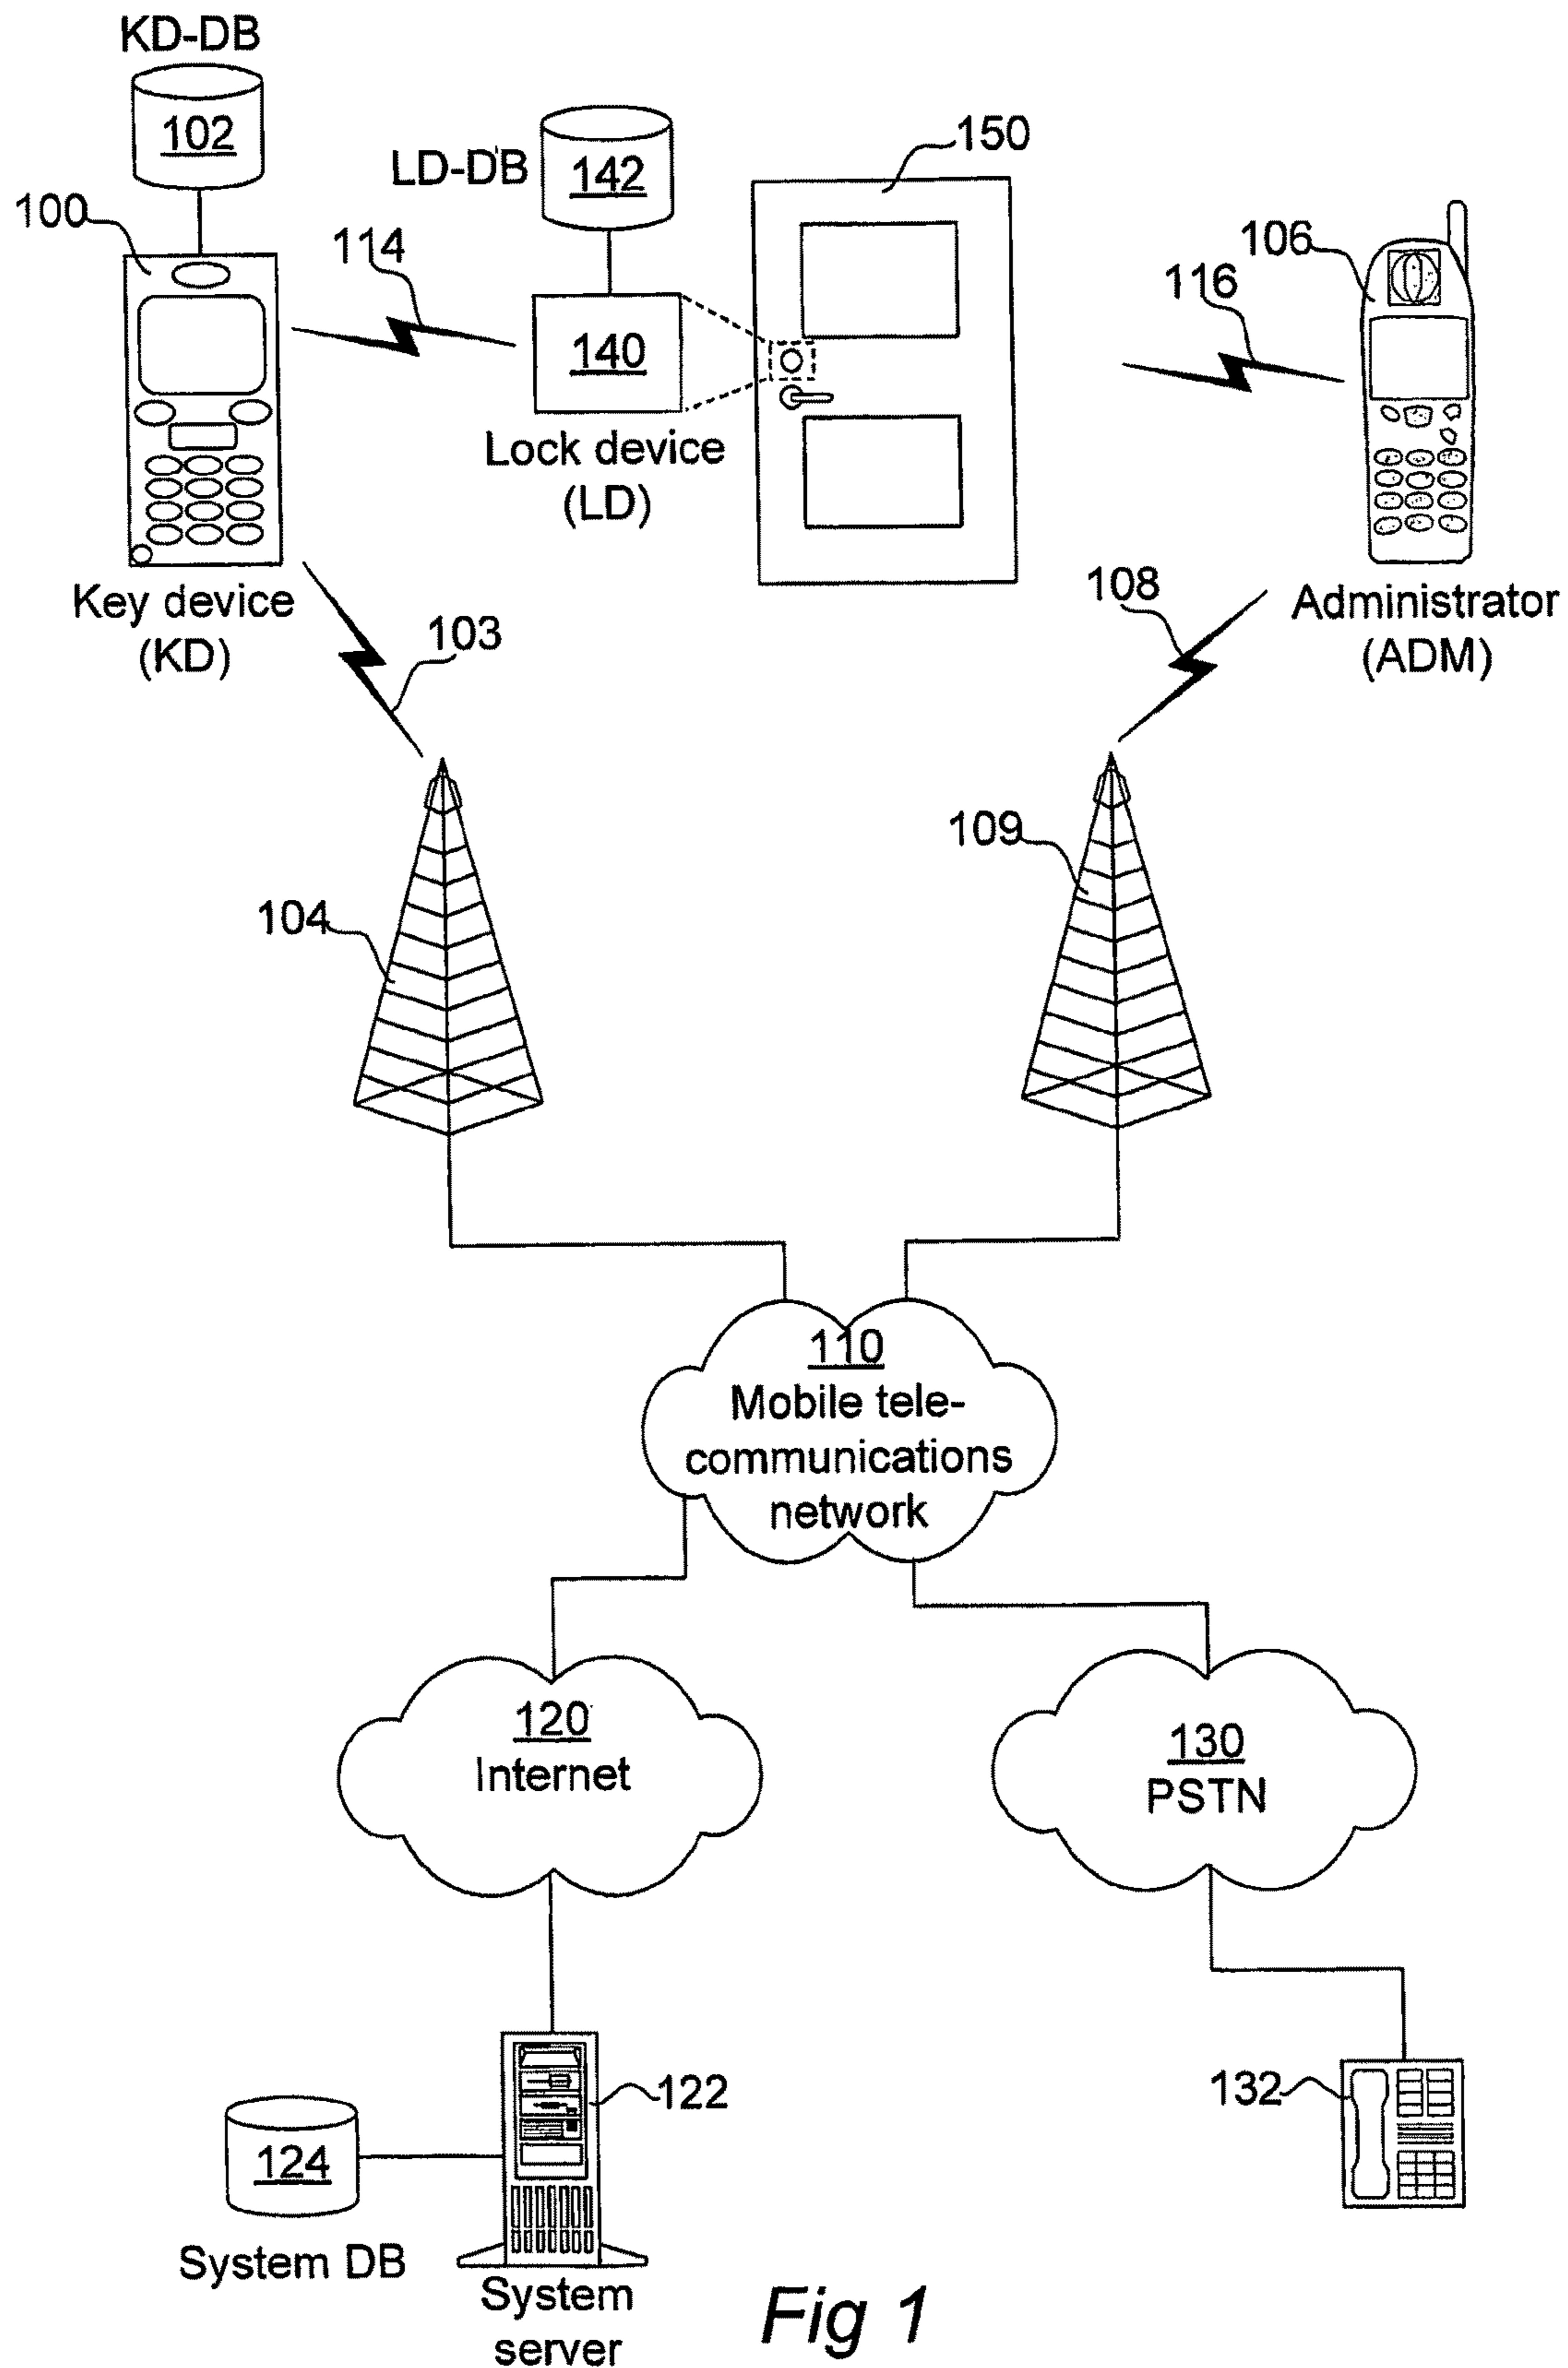 KD-DB
102
100
114
LD-DB
142
150
106
116
140
Lock device
(LD)
Key device
(KD)
103
108
Administrator
(ADM)
104
109
110
Mobile tele-
communications
network
120
Internet
130
PSTN
122
132
124
System DB
System
server
Fig 1